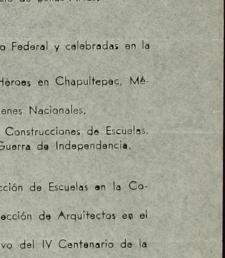 o Federal y celebradas en la
Héroes en Chapultepec, Mé-
enes Nacionales.
Construcciones de Escuelas.
Guerra de Independencia.
cción de Escuelas en la Co-
ección de Arquitectos en el
vo del IV Centenario de la